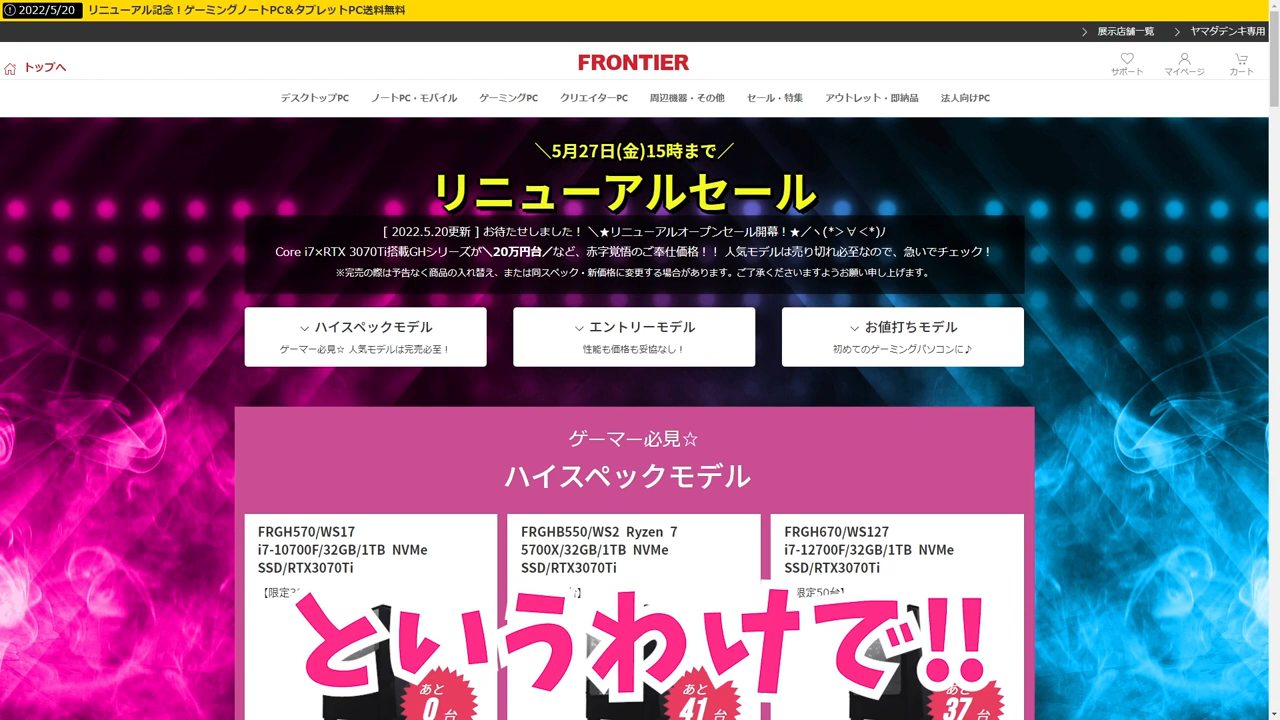 2022/5/20 リニューアル記念！ゲーミングノートPC＆タブレットPC送料無料
展示店舗一覧 ヤマダデンキ専用
トップへ
FRONTIER
サポート マイページ カート
デスクトップPC ノートPC・モバイル ゲーミングPC クリエイターPC 周辺機器・その他 セール・特集 アウトレット・即納品 法人向けPC
＼5月27日(金)15時まで／
リニューアルセール
[ 2022.5.20更新 ] お待たせしました！ ＼★リニューアルオープンセール開幕！★／ヽ(*＞∀＜*)ﾉ
Core i7×RTX 3070Ti搭載GHシリーズが＼20万円台／など、赤字覚悟のご奉仕価格！！ 人気モデルは売り切れ必至なので、急いでチェック！
※完売の際は予告なく商品の入れ替え、または同スペック・新価格に変更する場合があります。ご了承くださいますようお願い申し上げます。
ハイスペックモデル
ゲーマー必見☆ 人気モデルは完売必至！
エントリーモデル
性能も価格も妥協なし！
お値打ちモデル
初めてのゲーミングパソコンに♪
ゲーマー必見☆
ハイスペックモデル
FRGH570/WS17
i7-10700F/32GB/1TB NVMe
SSD/RTX3070Ti
FRGHB550/WS2 Ryzen 7
5700X/32GB/1TB NVMe
SSD/RTX3070Ti
FRGH670/WS127
i7-12700F/32GB/1TB NVMe
SSD/RTX3070Ti
限定50台】
というわけで!!
あと
0 台
あと
41 台
あと
37 台